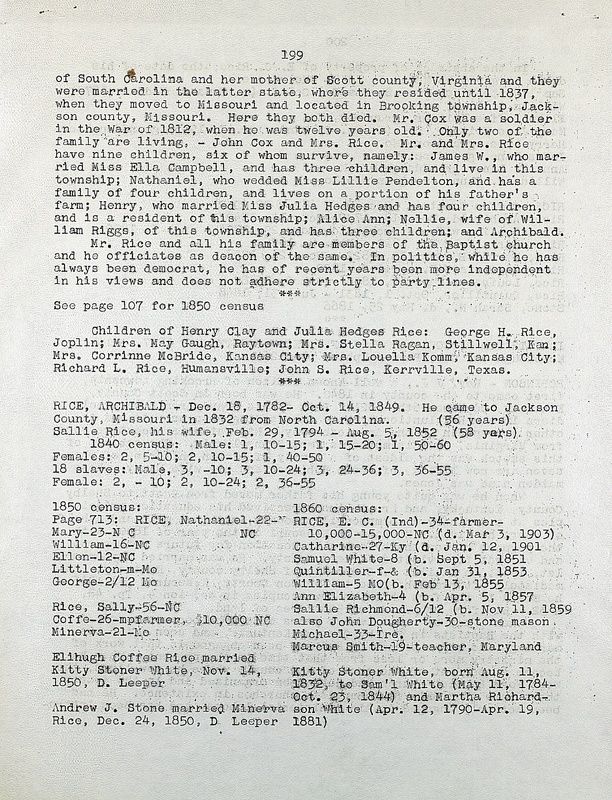 199
of South Carolina and her mother of Scott county, Virginia and they
were married in the latter state, where they resided until 1837,
when they moved to Missouri and located in Brooking township, Jack-
son county, Missouri. Here they both died. Mr. Cox was a soldier
in the War of 1812, when he was twelve years old. Only two of the
family are living, - John Cox and Mrs. Rice. Mr. and Mrs. Rice
have nine children, six of whom survive, namely: James W., who mar-
ried Miss Ella Campbell, and has three children, and live in this
township; Nathaniel, who wedded Miss Lillie Pendelton, and has a
family of four children, and lives on a portion of his father's
farm; Henry, who married Miss Julia Hedges and has four children,
and is a resident of this township; Alice Ann; Nellie, wife of Wil-
liam Riggs, of this township, and has three children; and Archibald.
Mr. Rice and all his family are members of the Baptist church
and he officiates as deacon of the same. In politics, while he has
always been democrat, he has of recent years been more independent
in his views and does not adhere strictly to party lines.
***
See page 107 for 1850 census
Children of Henry Clay and Julia Hedges Rice: George H. Rice,
Joplin; Mrs. May Gaugh, Raytown; Mrs. Stella Ragan, Stillwell, Kan;
Mrs. Corrinne McBride, Kansas City; Mrs. Louella Komm, Kansas City;
Richard L. Rice, Humansville; John S. Rice, Kerrville, Texas.
***
RICE, ARCHIBALD - Dec. 18, 1782- Oct. 14, 1849. He came to Jackson
County, Missouri in 1832 from North Carolina. (56 years)
Sallie Rice, his wife, Feb. 29, 1794 - Aug. 5, 1852 (58 years).
1840 census: Male: 1, 10-15; 1, 15-20; 1, 50-60
Females: 2, 5-10; 2, 10-15; 1, 40-50
18 slaves: Male, 3, -10; 3, 10-24; 3, 24-36; 3, 36-55
Female: 2, - 10; 2, 10-24; 2, 36-55
1850 census:
Page 713: RICE, Nathaniel-22-
Mary-23-N C NC
William-16-NC
Ellen-12-NC
Littleton-m-Mo
George-2/12 Mo
Rice, Sally-56-NC
Coffe-26-mpfarmer, $10,000 NC
Minerva-21-Mo
Elihugh Coffee Rice married
Kitty Stoner White, Nov. 14,
1850, D. Leeper
Andrew J. Stone married Minerva
Rice, Dec. 24, 1850, D. Leeper
1860 census:
RICE, E. C. (Ind)-34-farmer-
10,000-15,000-NC (d. Mar 3, 1903)
Catharine-27-Ky (d. Jan. 12, 1901
Samuel White-8 (b. Sept 5, 1851
Quintiller-f-& (b. Jan 31, 1853
William-5 MO(b. Feb 13, 1855
Ann Elizabeth-4 (b. Apr. 5, 1857
Sallie Richmond-6/12 (b. Nov 11, 1859
also John Dougherty-30-stone mason
Michael-33-Ire.
Marcus Smith-19-teacher, Maryland
Kitty Stoner White, born Aug. 11,
1832, to Sam'l White (May 11, 1784-
Oct. 23, 1844) and Martha Richard-
son White (Apr. 12, 1790-Apr. 19,
1881)